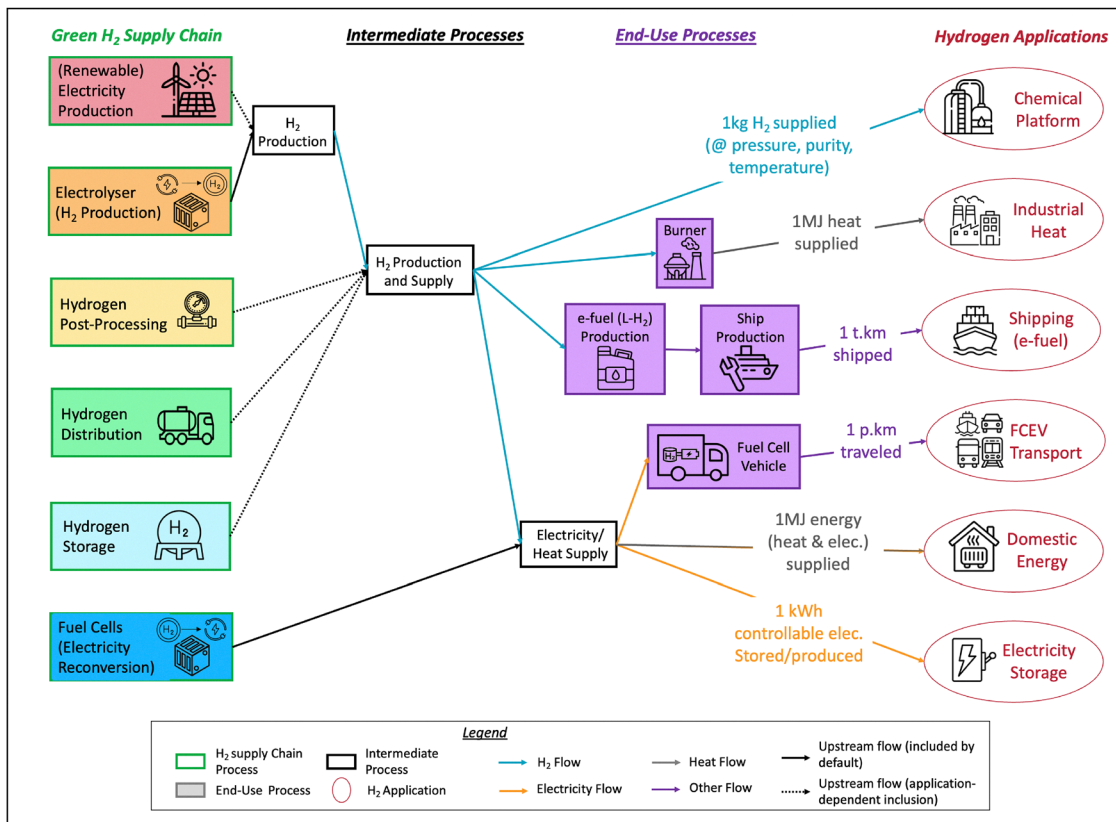 Green H₂ Supply Chain
Intermediate Processes
End-Use Processes
Hydrogen Applications
(Renewable)
Electricity
Production
H₂
Production
Electrolyser
(H₂ Production)
H₂
Hydrogen
Post-Processing
Hydrogen
Distribution
Hydrogen
Storage
H₂
Fuel Cells
(Electricity
Reconversion)
H₂
H₂ Production
and Supply
Electricity/
Heat Supply
1kg H₂ supplied
(@ pressure, purity,
temperature)
Burner
1MJ heat
supplied
e-fuel (L-H₂)
Production
Ship
Production
1 t.km
shipped
H₂
Fuel Cell
Vehicle
1 p.km
traveled
1MJ energy
(heat & elec.)
supplied
1 kWh
controllable elec.
Stored/produced
Chemical
Platform
Industrial
Heat
Shipping
(e-fuel)
FCEV
Transport
Domestic
Energy
Electricity
Storage
Legend
H₂ supply Chain
Process
Intermediate
Process
H₂ Flow
Heat Flow
Upstream flow (included by
default)
End-Use Process
H₂ Application
Electricity Flow
Other Flow
Upstream flow (application-
dependent inclusion)